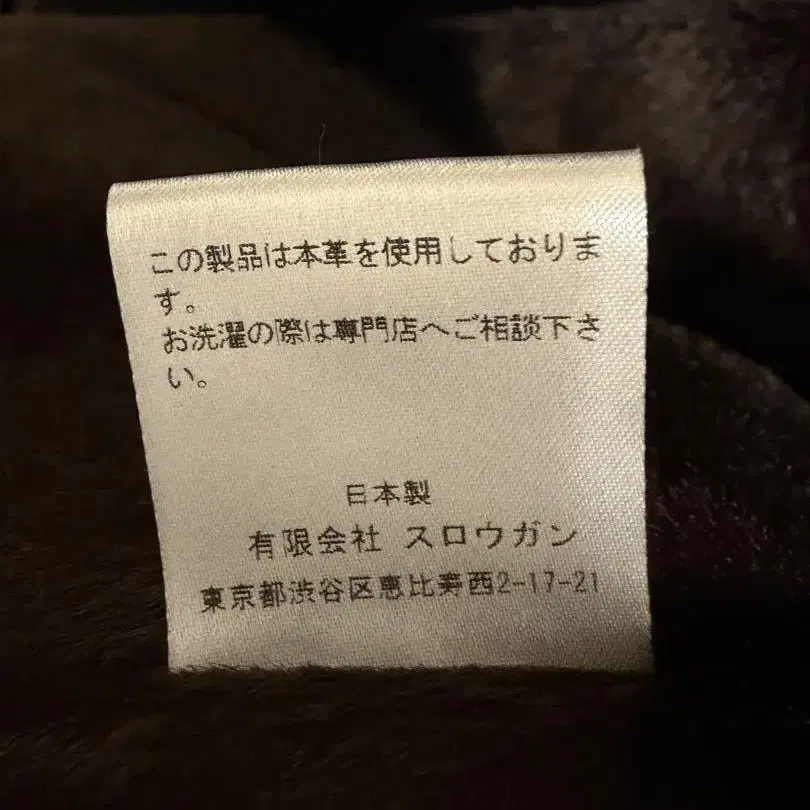 この製品は本革を使用しておりま
す。
お洗濯の際は専門店へご相談下さ
い。
日本製
有限会社 スロウガン
東京都渋谷区恵比寿西2-17-21